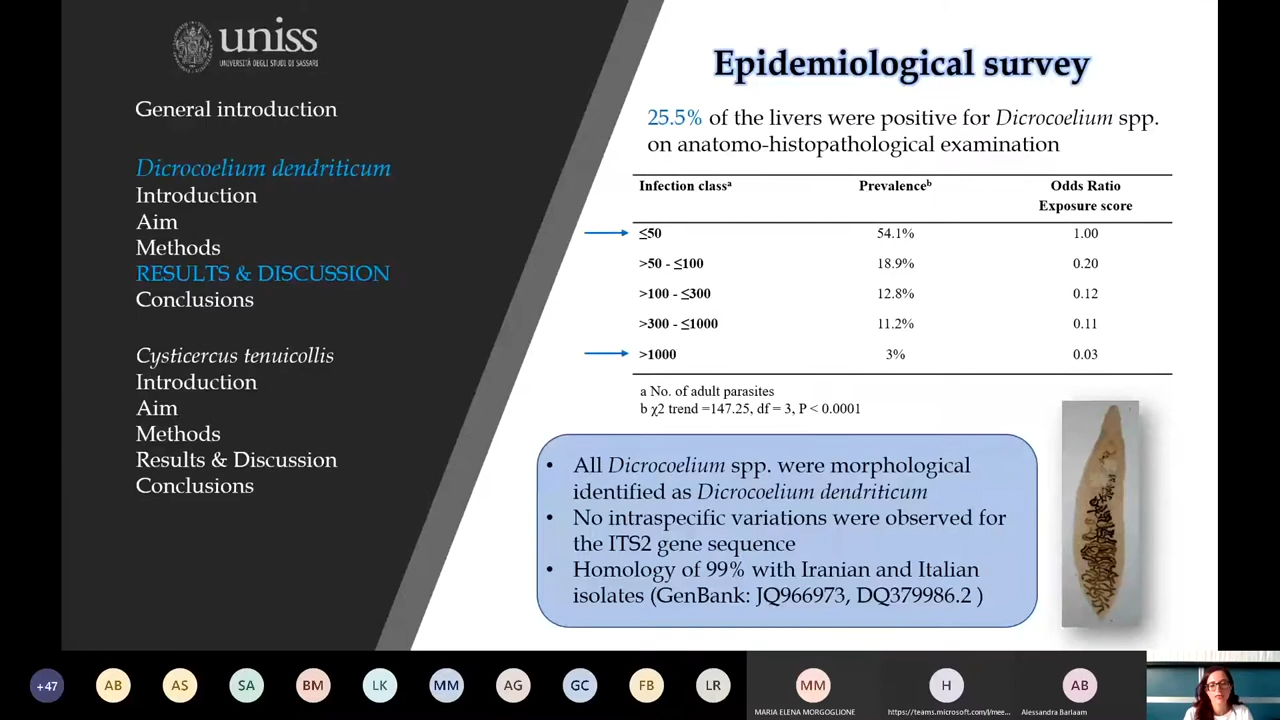 uniss
UNIVERSITÀ DEGLI STUDI DI SASSARI
General introduction
Dicrocoelium dendriticum
Introduction
Aim
Methods
RESULTS & DISCUSSION
Conclusions
Cysticercus tenuicollis
Introduction
Aim
Methods
Results & Discussion
Conclusions
Epidemiological survey
25.5% of the livers were positive for Dicrocoelium spp.
on anatomo-histopathological examination
Infection classᵃ Prevalenceᵇ Odds Ratio
Exposure score
≤50 54.1% 1.00
>50 - ≤100 18.9% 0.20
>100 - ≤300 12.8% 0.12
>300 - ≤1000 11.2% 0.11
>1000 3% 0.03
a No. of adult parasites
b χ2 trend =147.25, df = 3, P < 0.0001
• All Dicrocoelium spp. were morphological
identified as Dicrocoelium dendriticum
• No intraspecific variations were observed for
the ITS2 gene sequence
• Homology of 99% with Iranian and Italian
isolates (GenBank: JQ966973, DQ379986.2 )
+47 AB AS SA BM LK MM AG GC FB LR MM H AB
MARIA ELENA MORGOGLIONE https://teams.microsoft.com/l/mee... Alessandra Barlaam